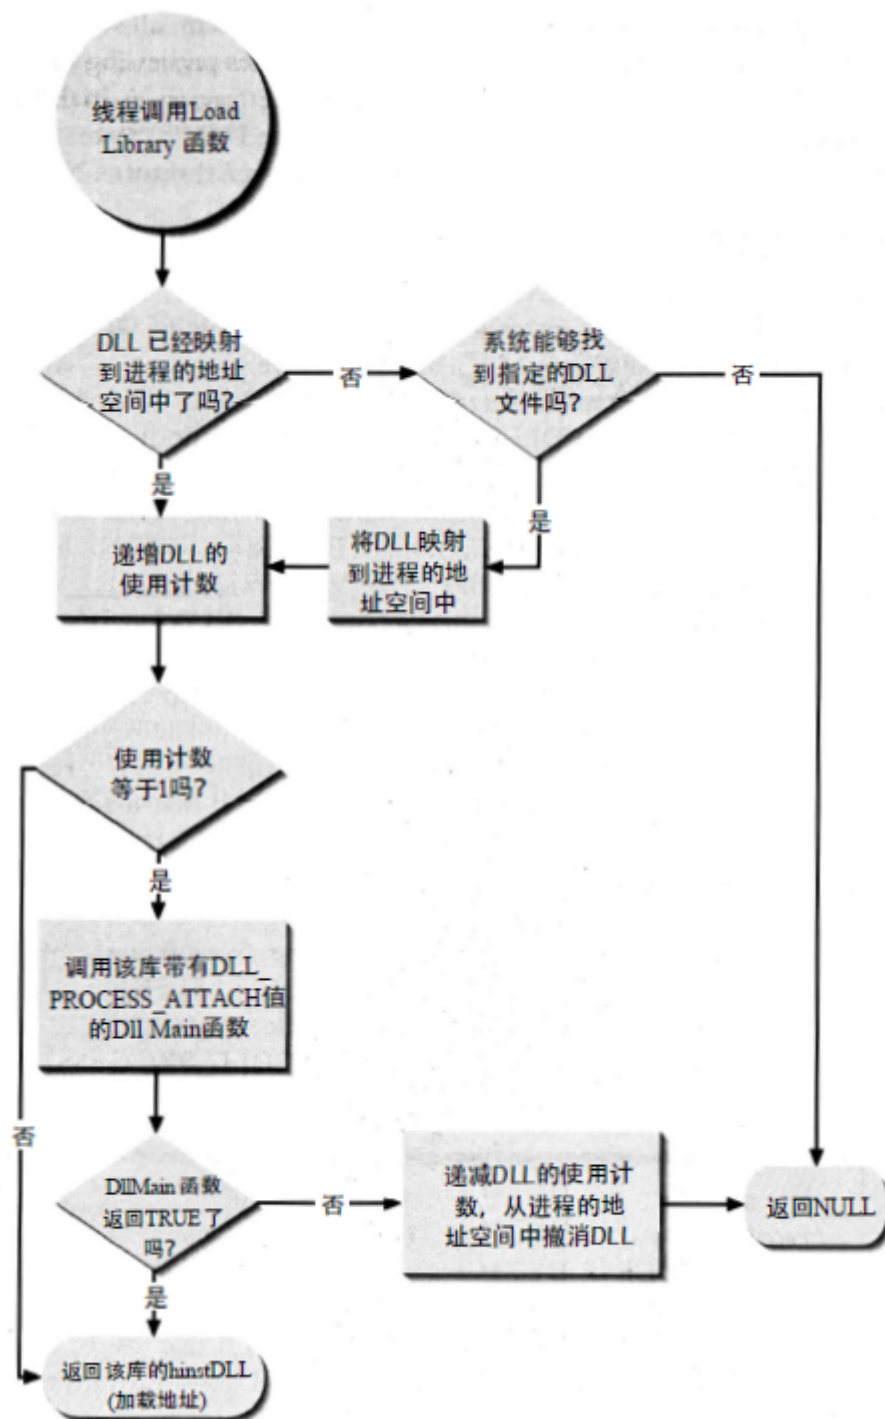 线程调用Load
Library 函数
DLL 已经映射
到进程的地址
空间中了吗?
否
系统能够找
到指定的DLL
文件吗?
否
是
是
递增DLL的
使用计数
将DLL映射
到进程的地
址空间中
使用计数
等于1吗?
是
调用该库带有DLL_
PROCESS_ATTACH值
的Dll Main函数
否
DllMain 函数
返回TRUE了
吗?
否
递减DLL的使用计
数，从进程的地
址空间中撤消DLL
返回NULL
是
返回该库的hinstDLL
(加载地址)